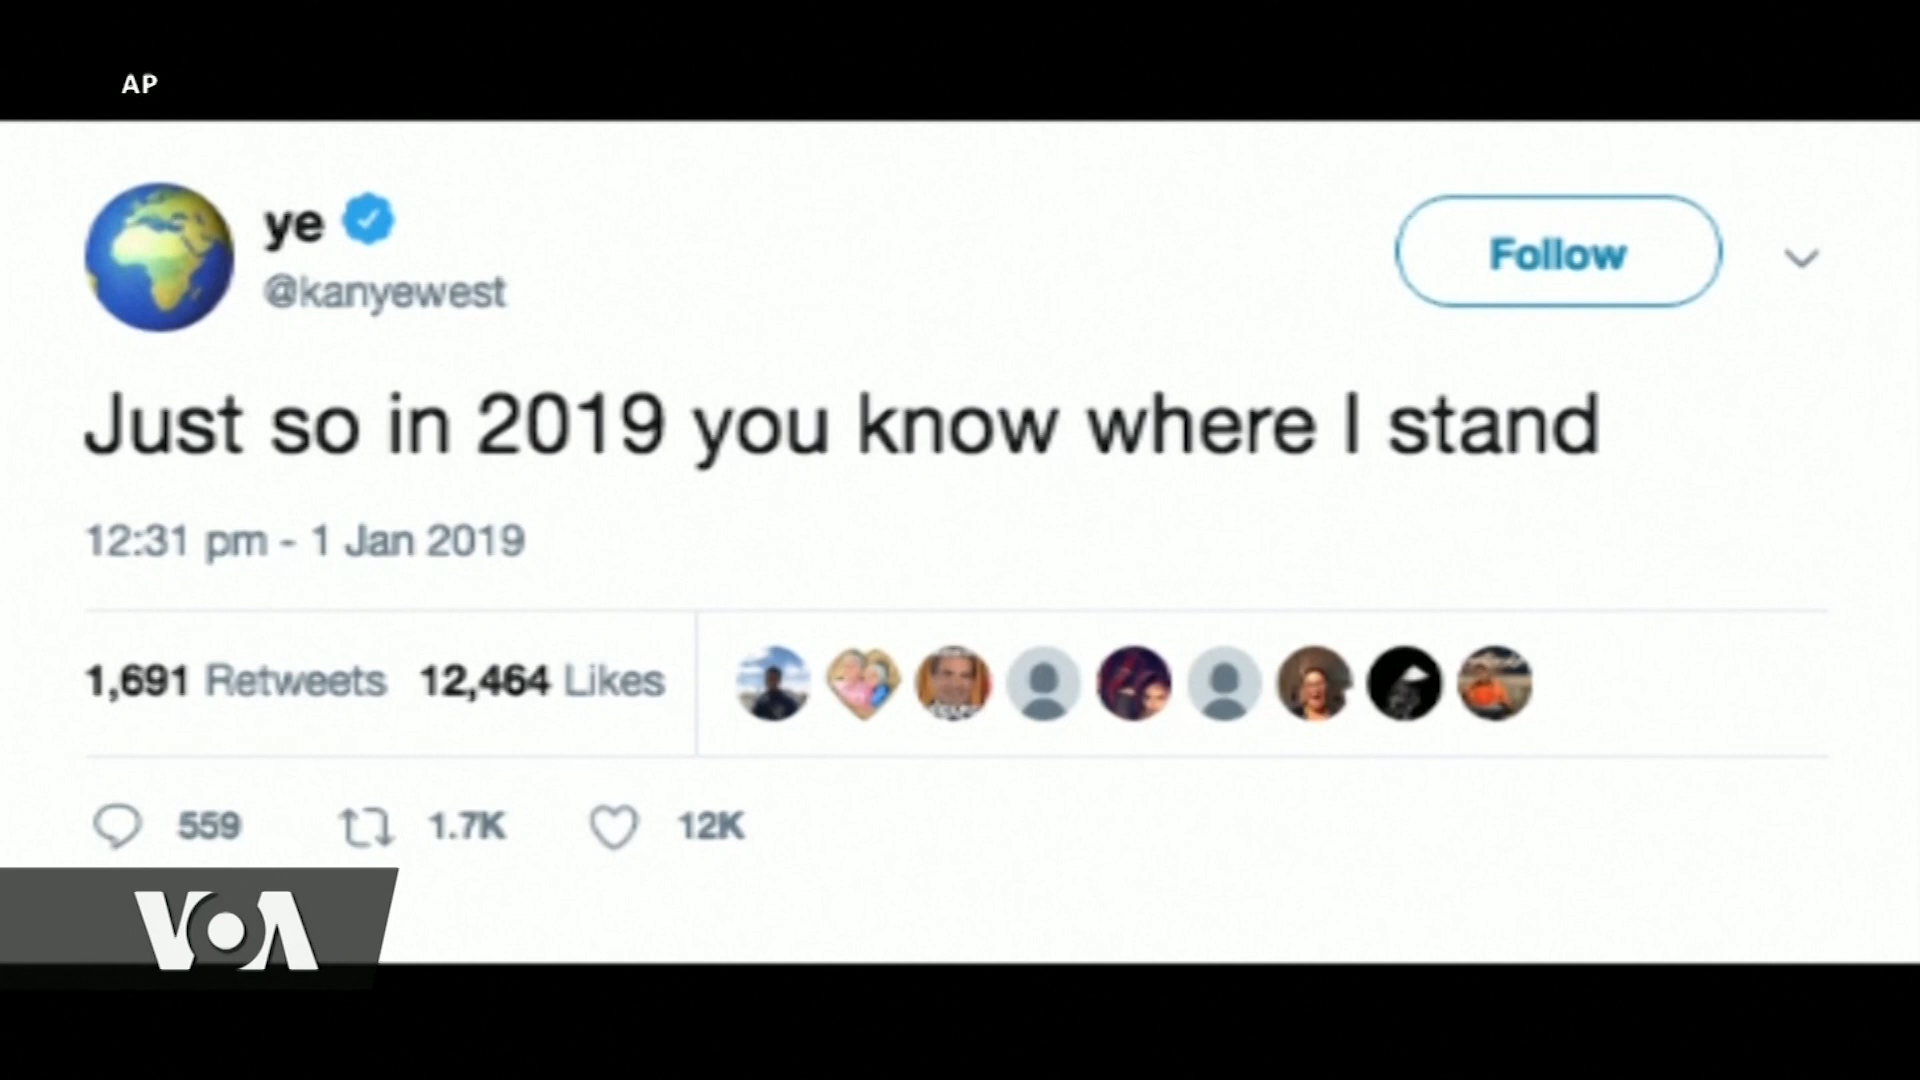 AP
ye
@kanyewest
Follow
Just so in 2019 you know where I stand
12:31 pm - 1 Jan 2019
1,691 Retweets 12,464 Likes
559 1.7K 12K
VOA